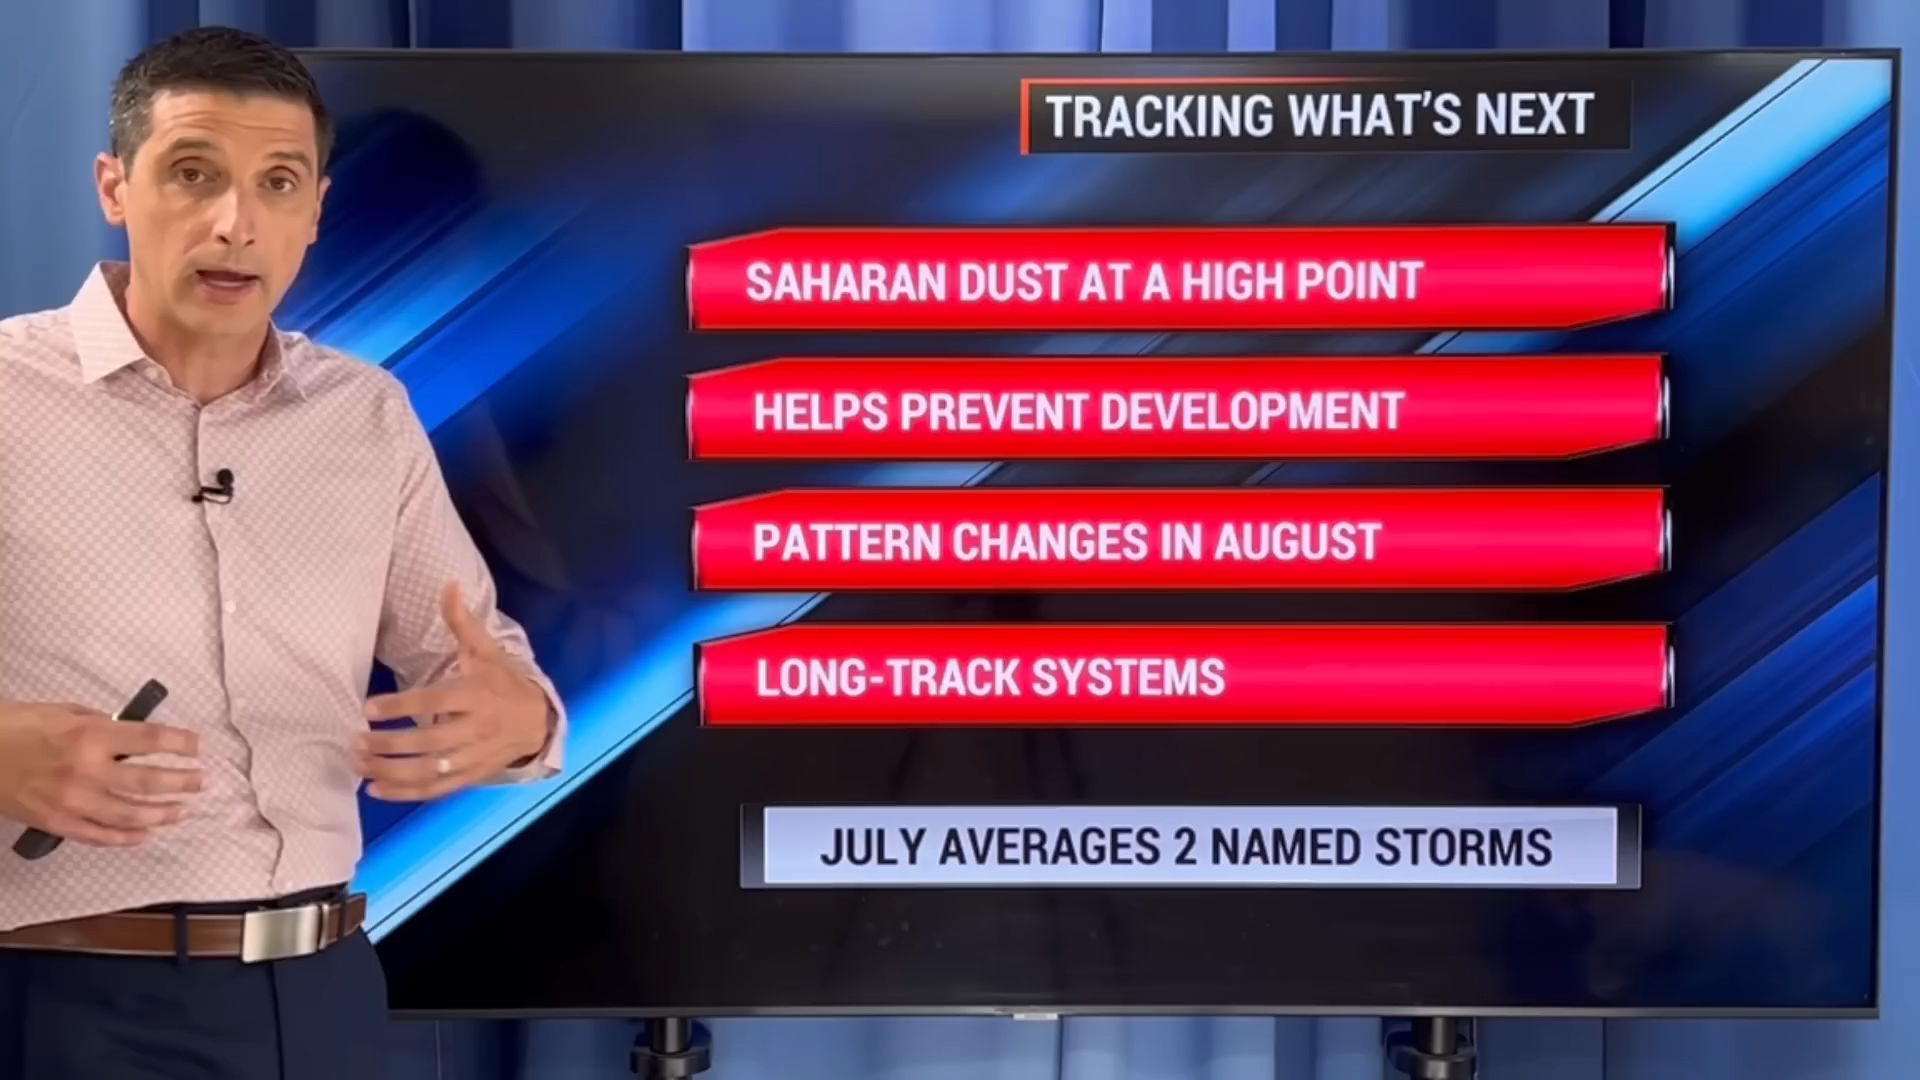 TRACKING WHAT'S NEXT
SAHARAN DUST AT A HIGH POINT
HELPS PREVENT DEVELOPMENT
PATTERN CHANGES IN AUGUST
LONG-TRACK SYSTEMS
JULY AVERAGES 2 NAMED STORMS